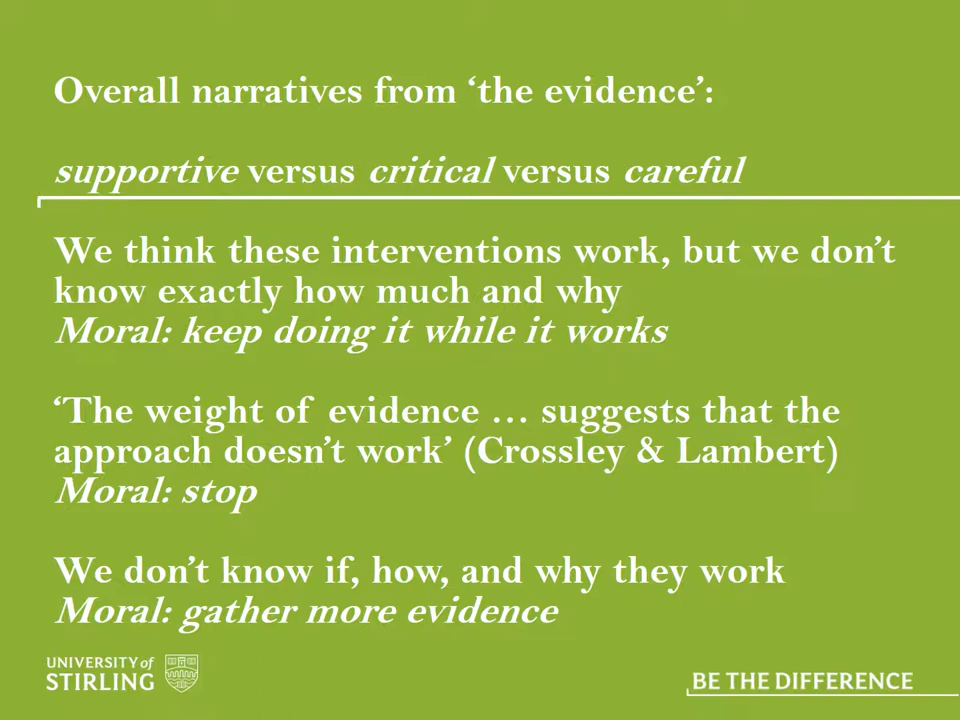 Overall narratives from ‘the evidence’:
supportive versus critical versus careful
We think these interventions work, but we don’t
know exactly how much and why
Moral: keep doing it while it works
‘The weight of evidence … suggests that the
approach doesn’t work’ (Crossley & Lambert)
Moral: stop
We don’t know if, how, and why they work
Moral: gather more evidence
UNIVERSITY of
STIRLING
BE THE DIFFERENCE